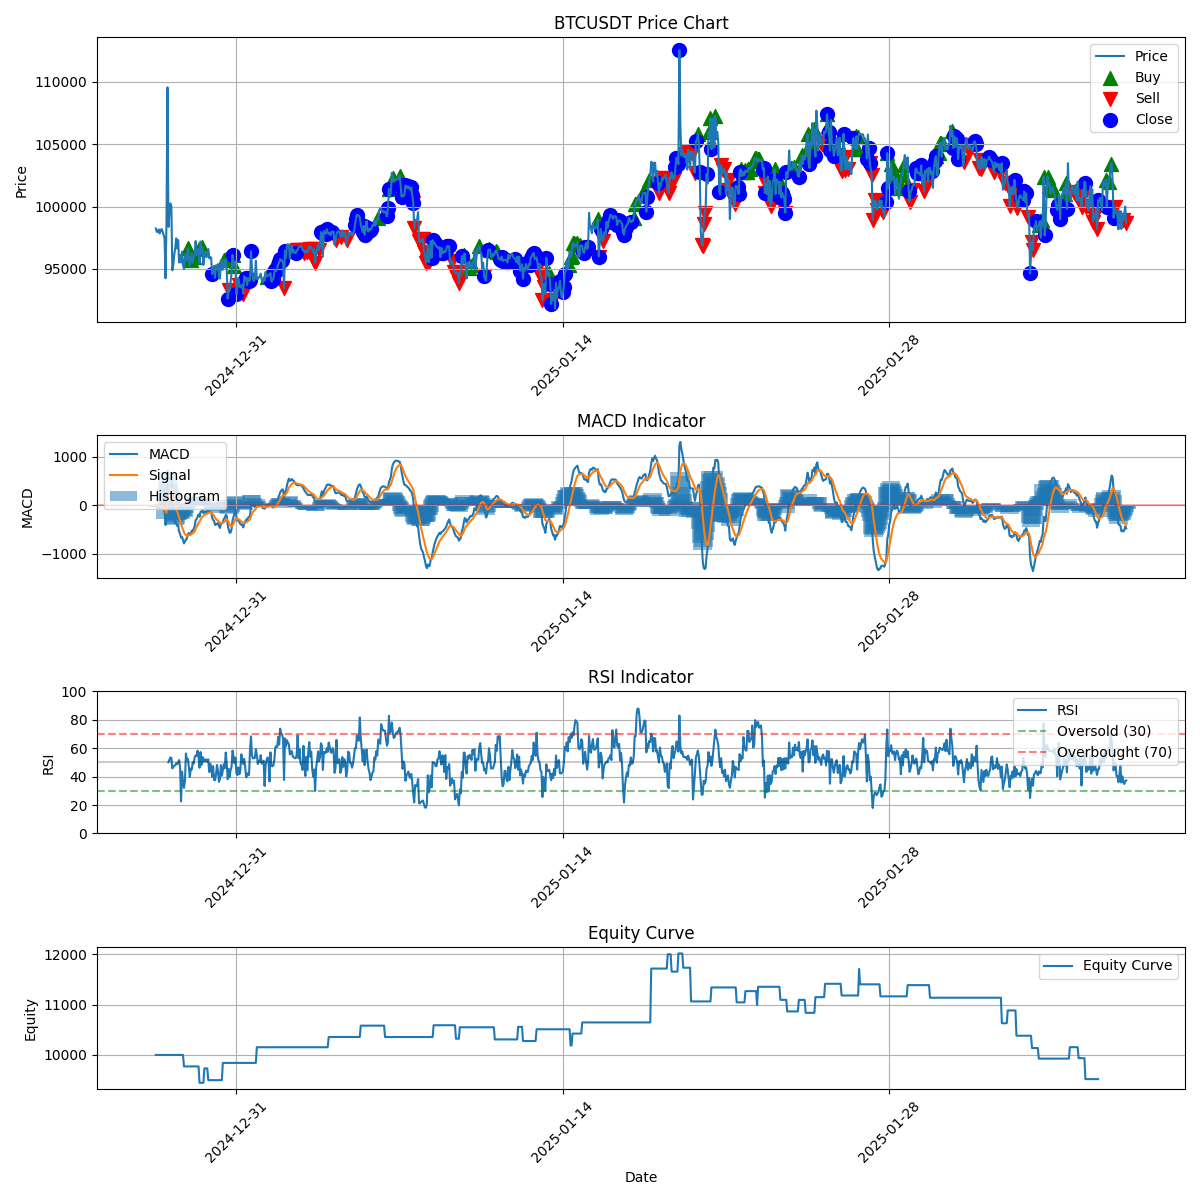 BTCUSDT Price Chart
Price
110000
105000
100000
95000
Price
Buy
Sell
Close
2024-12-31
2025-01-14
2025-01-28
MACD Indicator
MACD
1000
0
−1000
MACD
Signal
Histogram
2024-12-31
2025-01-14
2025-01-28
RSI Indicator
RSI
100
80
60
40
20
0
RSI
Oversold (30)
Overbought (70)
2024-12-31
2025-01-14
2025-01-28
Equity Curve
Equity
12000
11000
10000
Equity Curve
2024-12-31
2025-01-14
2025-01-28
Date